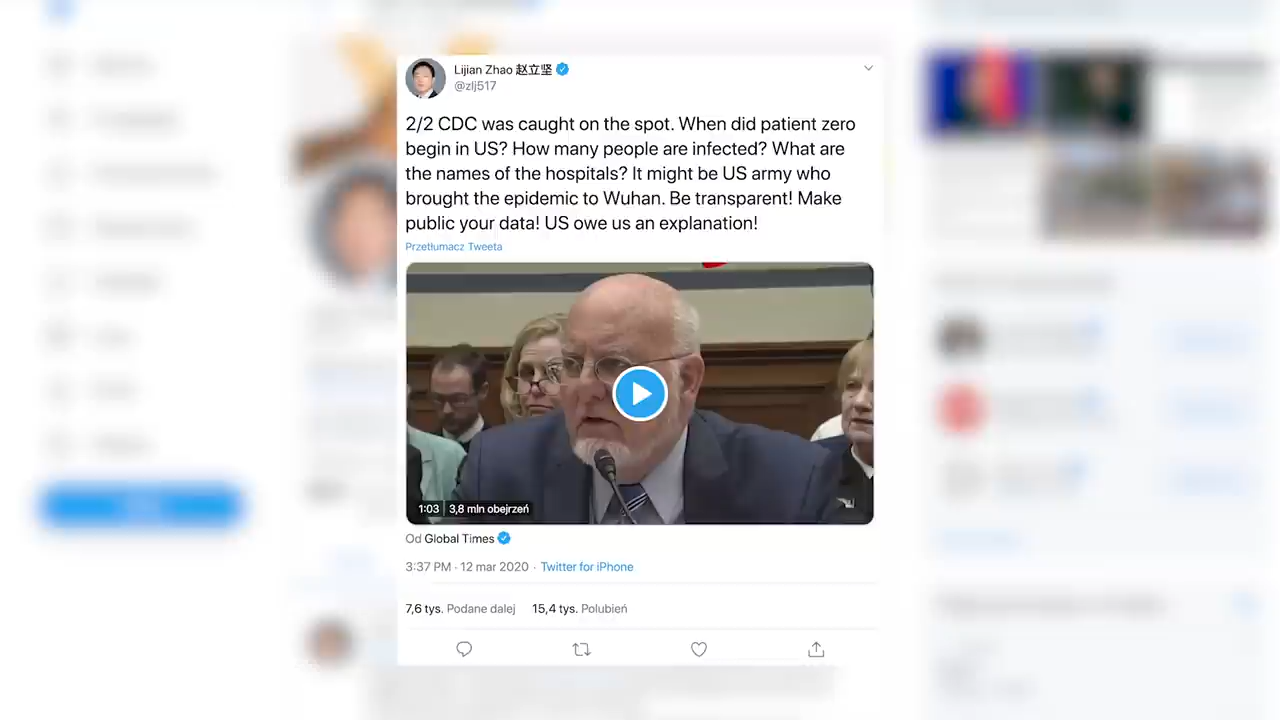 Lijian Zhao 赵立坚
@zlj517
2/2 CDC was caught on the spot. When did patient zero
begin in US? How many people are infected? What are
the names of the hospitals? It might be US army who
brought the epidemic to Wuhan. Be transparent! Make
public your data! US owe us an explanation!
Przetłumacz Tweeta
1:03 3,8 mln obejrzeń
Od Global Times
3:37 PM · 12 mar 2020 · Twitter for iPhone
7,6 tys. Podane dalej 15,4 tys. Polubień